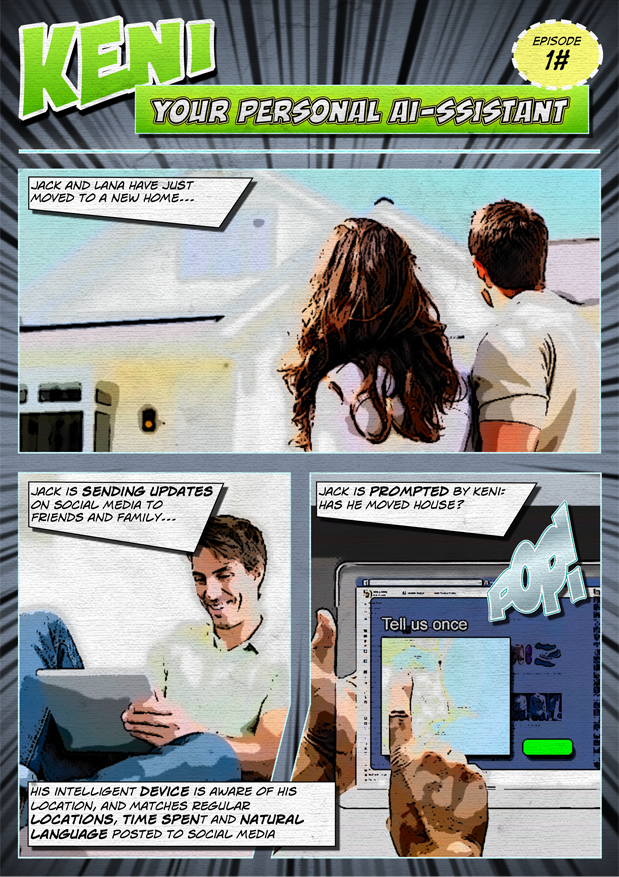 KENI
EPISODE
1#
YOUR PERSONAL AI-SSISTANT
JACK AND LANA HAVE JUST
MOVED TO A NEW HOME...
JACK IS SENDING UPDATES
ON SOCIAL MEDIA TO
FRIENDS AND FAMILY...
JACK IS PROMPTED BY KENI:
HAS HE MOVED HOUSE?
POP!
Tell us once
HIS INTELLIGENT DEVICE IS AWARE OF HIS
LOCATION, AND MATCHES REGULAR
LOCATIONS, TIME SPENT AND NATURAL
LANGUAGE POSTED TO SOCIAL MEDIA